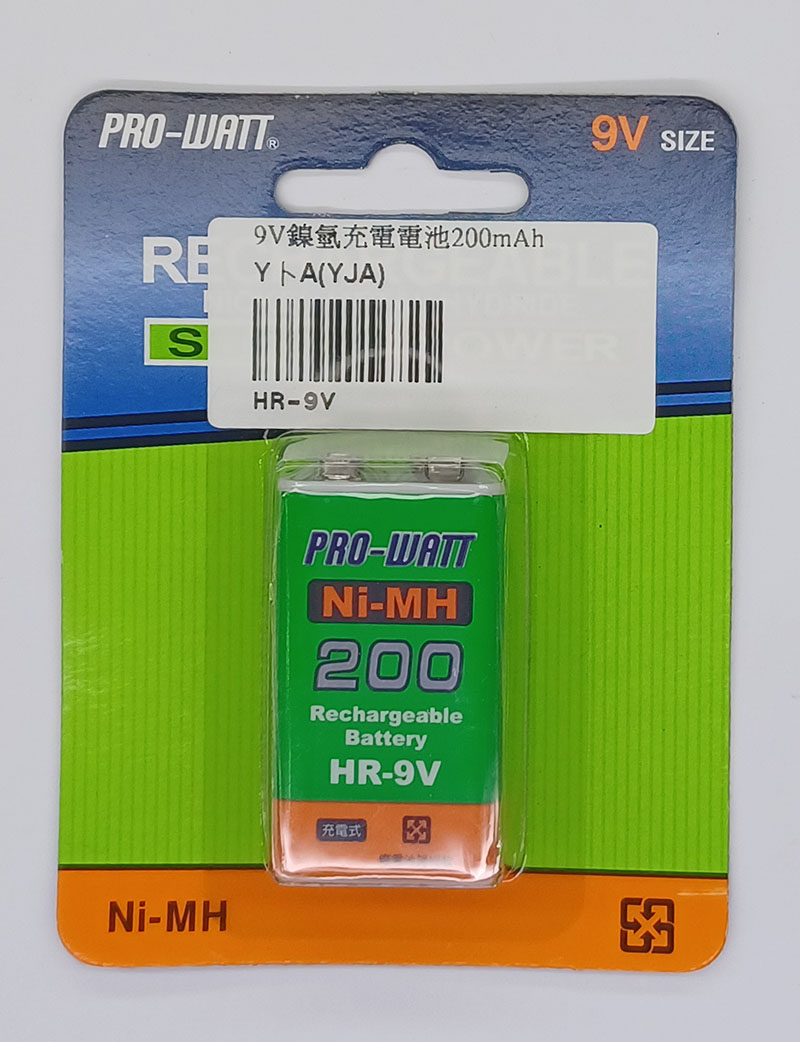 PRO-WATT®
9V SIZE
9V鎳氫充電電池200mAh
Y卜A(YJA)
HR-9V
PRO-WATT
Ni-MH
200
Rechargeable
Battery
HR-9V
充電式
Ni-MH